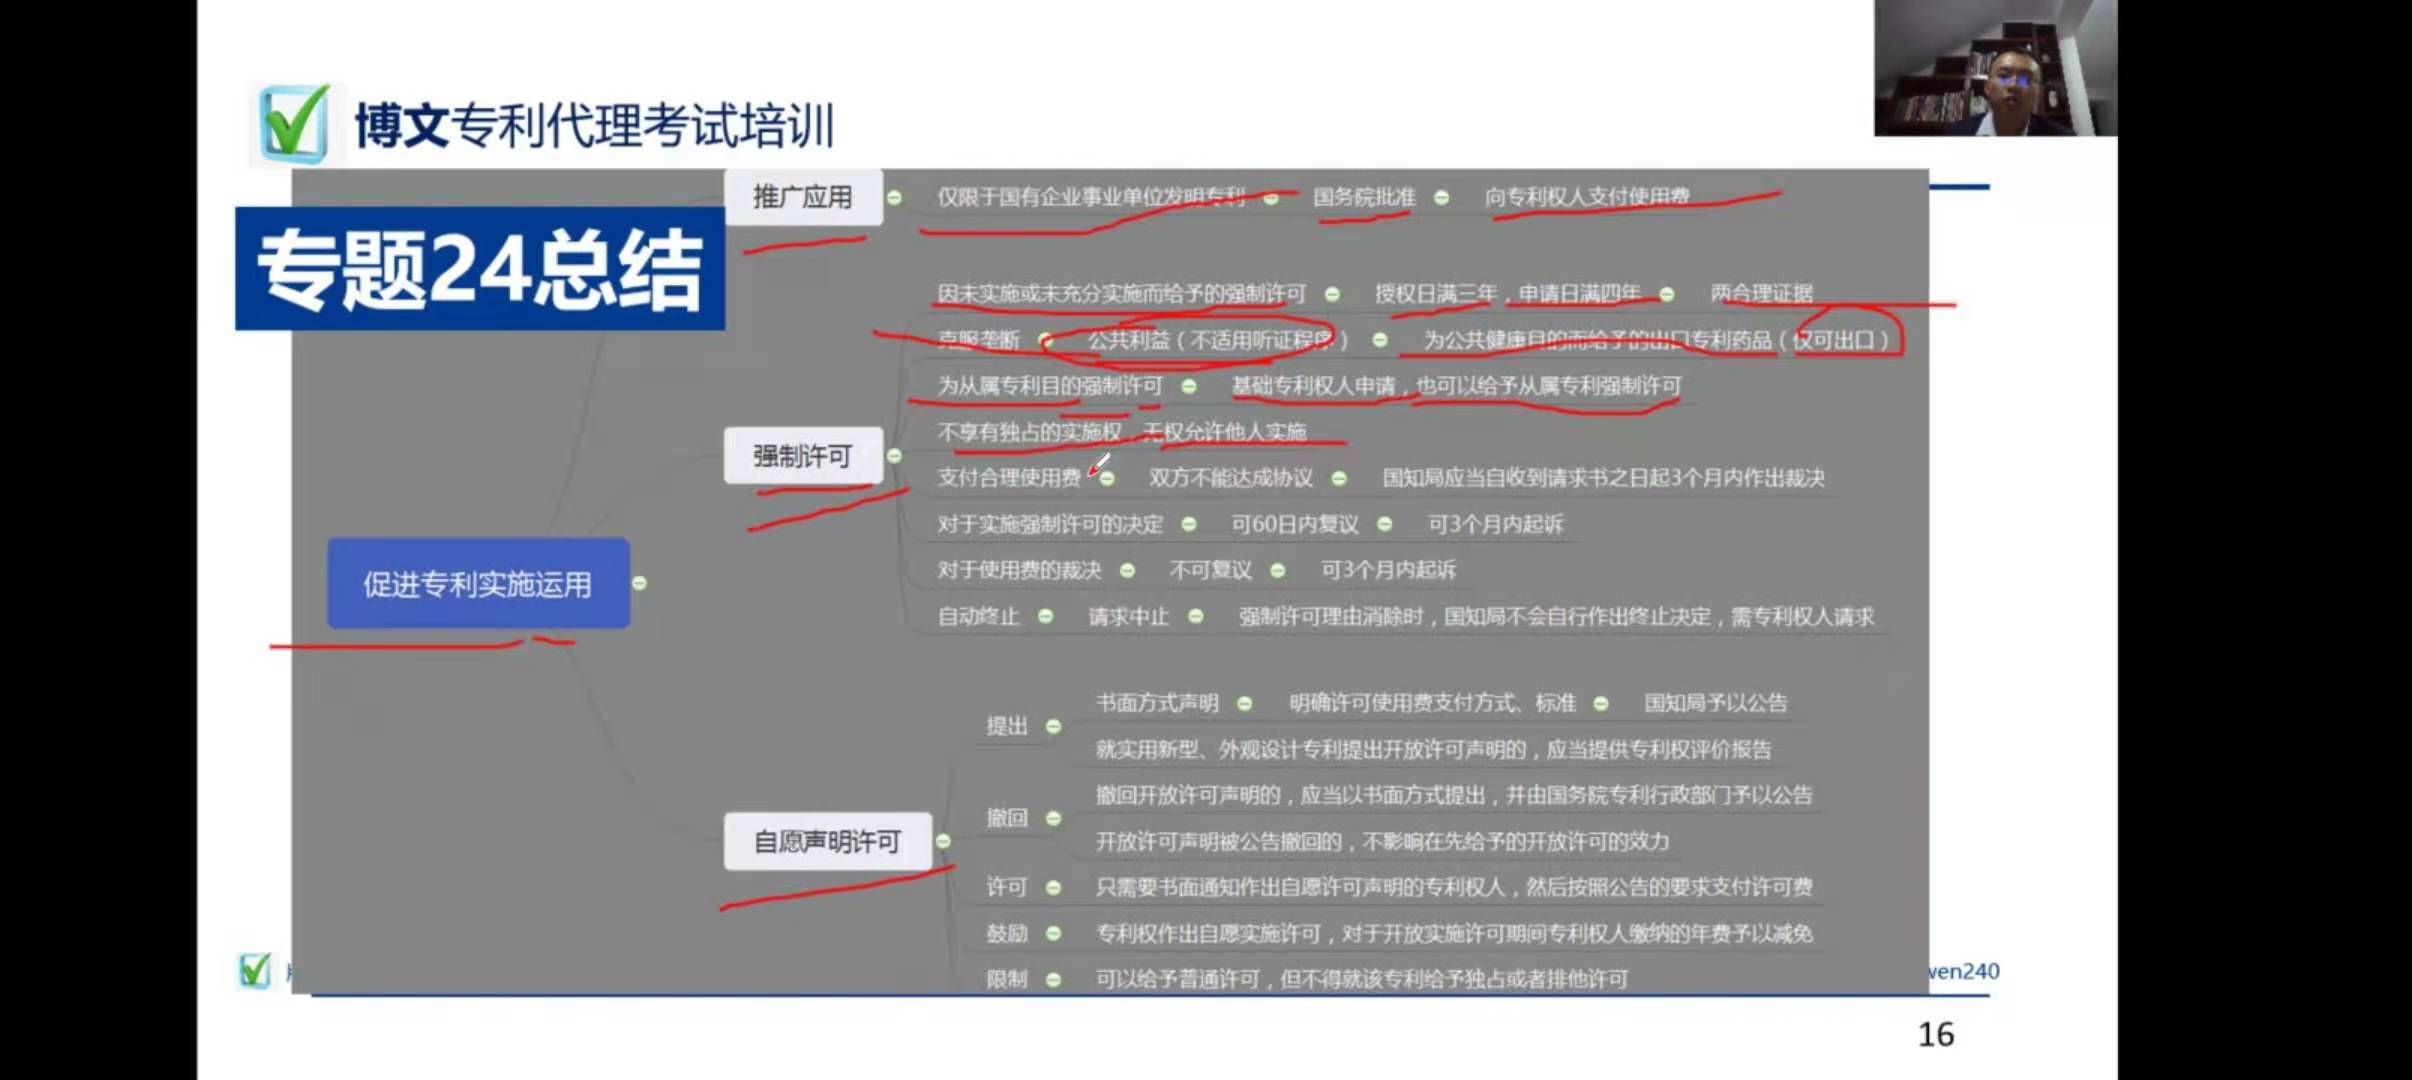 博文专利代理考试培训
专题24总结
推广应用 仅限于国有企业事业单位发明专利 国务院批准 向专利权人支付使用费
因未实施或未充分实施而给予的强制许可 授权日满三年，申请日满四年 两合理证据
克服垄断 公共利益（不适用听证程序） 为公共健康目的而给予的出口专利药品（仅可出口）
为从属专利目的强制许可 基础专利权人申请，也可以给予从属专利强制许可
不享有独占的实施权，无权允许他人实施
强制许可
支付合理使用费 双方不能达成协议 国知局应当自收到请求书之日起3个月内作出裁决
对于实施强制许可的决定 可60日内复议 可3个月内起诉
对于使用费的裁决 不可复议 可3个月内起诉
自动终止 请求中止 强制许可理由消除时，国知局不会自行作出终止决定，需专利权人请求
促进专利实施运用
提出
书面方式声明 明确许可使用费支付方式、标准 国知局予以公告
就实用新型、外观设计专利提出开放许可声明的，应当提供专利权评价报告
撤回
撤回开放许可声明的，应当以书面方式提出，并由国务院专利行政部门予以公告
开放许可声明被公告撤回的，不影响在先给予的开放许可的效力
自愿声明许可
许可 只需要书面通知作出自愿许可声明的专利权人，然后按照公告的要求支付许可费
鼓励 专利权作出自愿实施许可，对于开放实施许可期间专利权人缴纳的年费予以减免
限制 可以给予普通许可，但不得就该专利给予独占或者排他许可
wen240
16